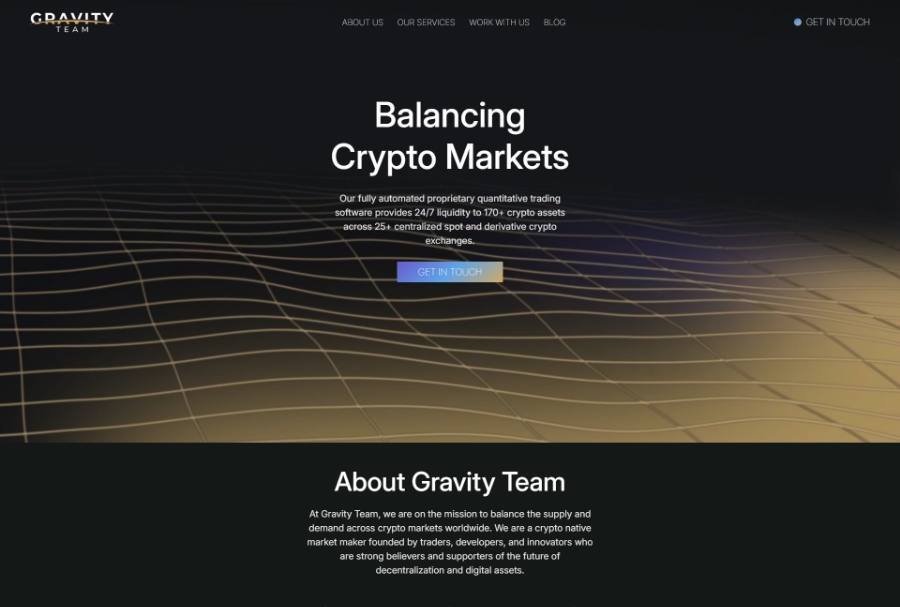 GRAVITY
TEAM
ABOUT US
OUR SERVICES
WORK WITH US
BLOG
GET IN TOUCH
Balancing
Crypto Markets
Our fully automated proprietary quantitative trading
software provides 24/7 liquidity to 170+ crypto assets
across 25+ centralized spot and derivative crypto
exchanges.
GET IN TOUCH
About Gravity Team
At Gravity Team, we are on the mission to balance the supply and
demand across crypto markets worldwide. We are a crypto native
market maker founded by traders, developers, and innovators who
are strong believers and supporters of the future of
decentralization and digital assets.